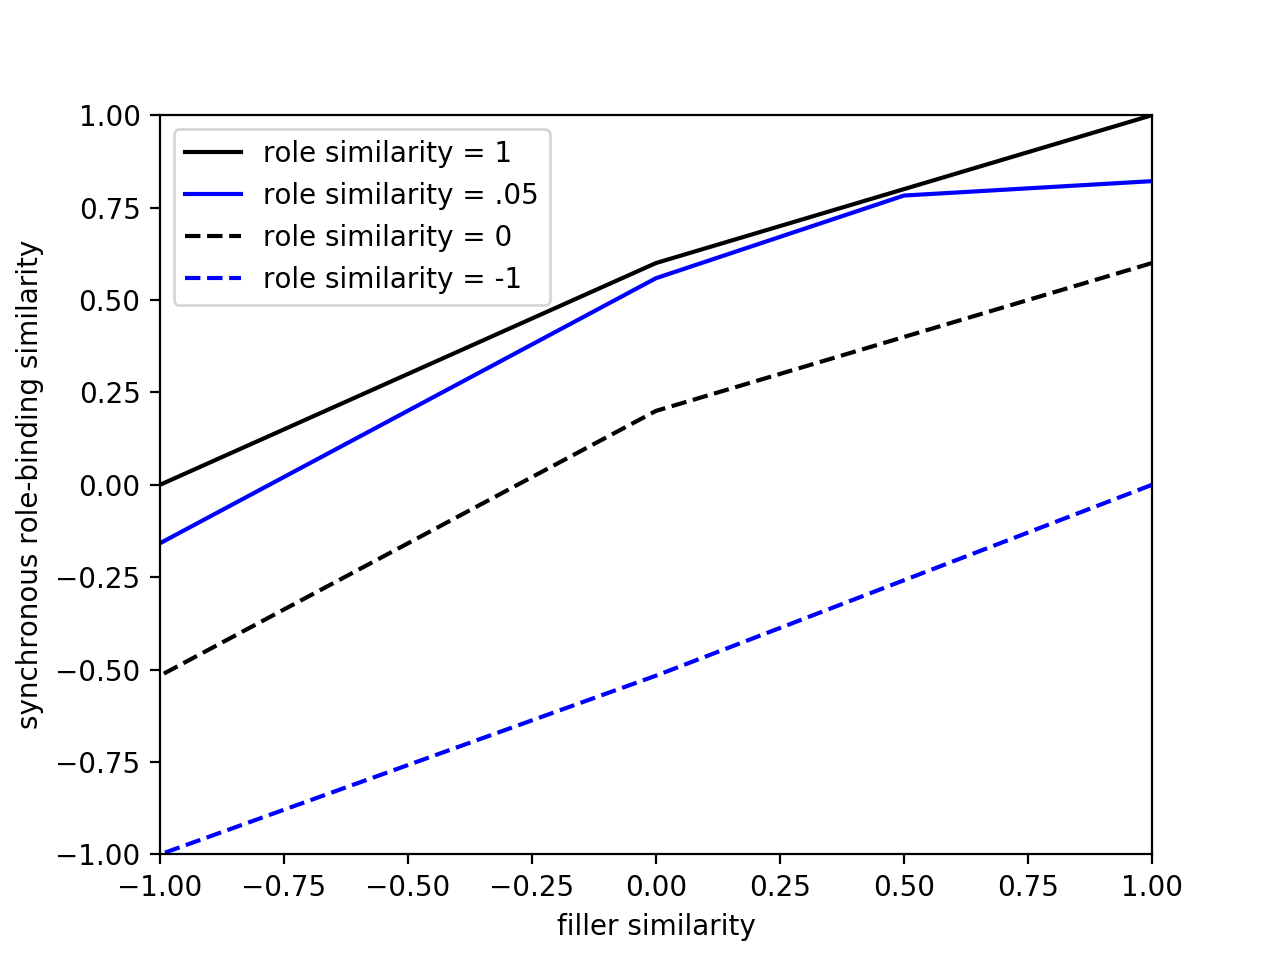 1.00
0.75
0.50
0.25
0.00
−0.25
−0.50
−0.75
−1.00
synchronous role-binding similarity
role similarity = 1
role similarity = .05
role similarity = 0
role similarity = -1
−1.00 −0.75 −0.50 −0.25 0.00 0.25 0.50 0.75 1.00
filler similarity